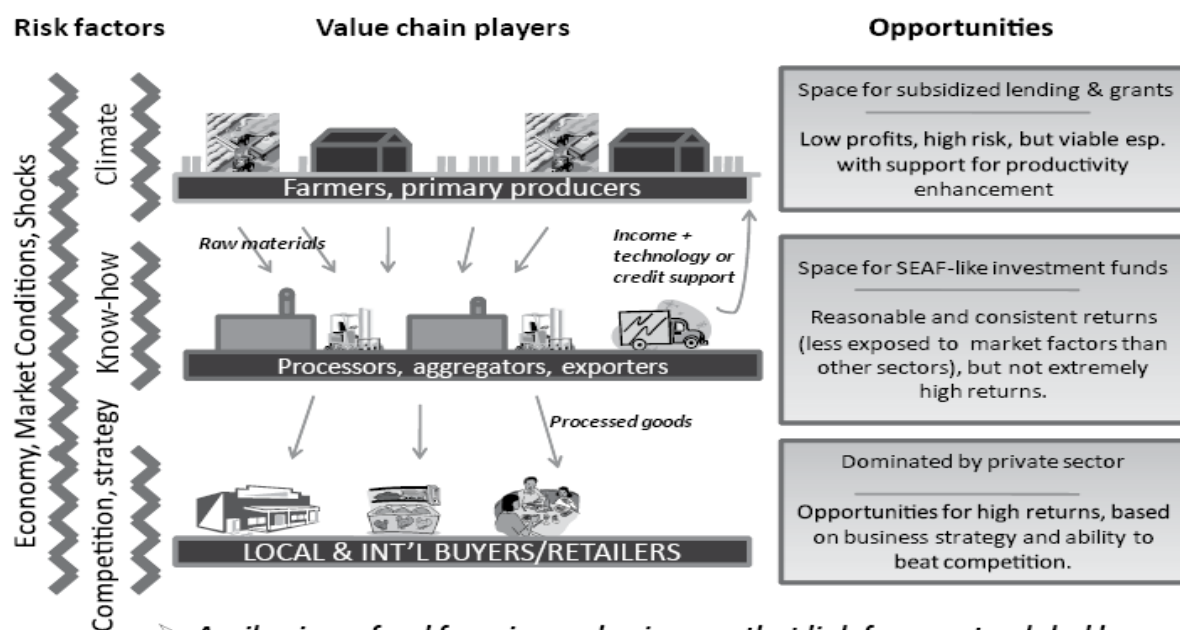 Risk factors
Value chain players
Opportunities
Economy, Market Conditions, Shocks
Climate
Know-how
Competition, strategy
Farmers, primary producers
Raw materials
Income +
technology or
credit support
Processors, aggregators, exporters
Processed goods
LOCAL & INT'L BUYERS/RETAILERS
Space for subsidized lending & grants
Low profits, high risk, but viable esp.
with support for productivity
enhancement
Space for SEAF-like investment funds
Reasonable and consistent returns
(less exposed to market factors than
other sectors), but not extremely
high returns.
Dominated by private sector
Opportunities for high returns, based
on business strategy and ability to
beat competition.